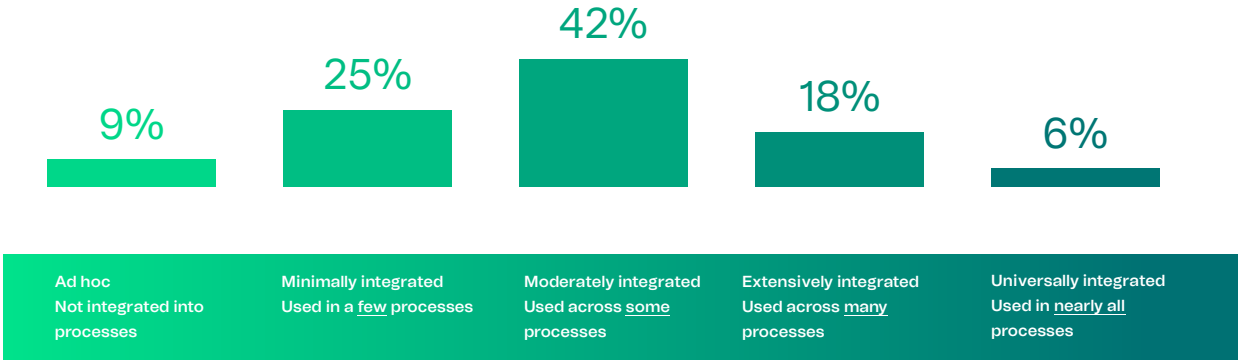 42%
25%
18%
9%
6%
Ad hoc
Not integrated into
processes
Minimally integrated
Used in a few processes
Moderately integrated
Used across some
processes
Extensively integrated
Used across many
processes
Universally integrated
Used in nearly all
processes